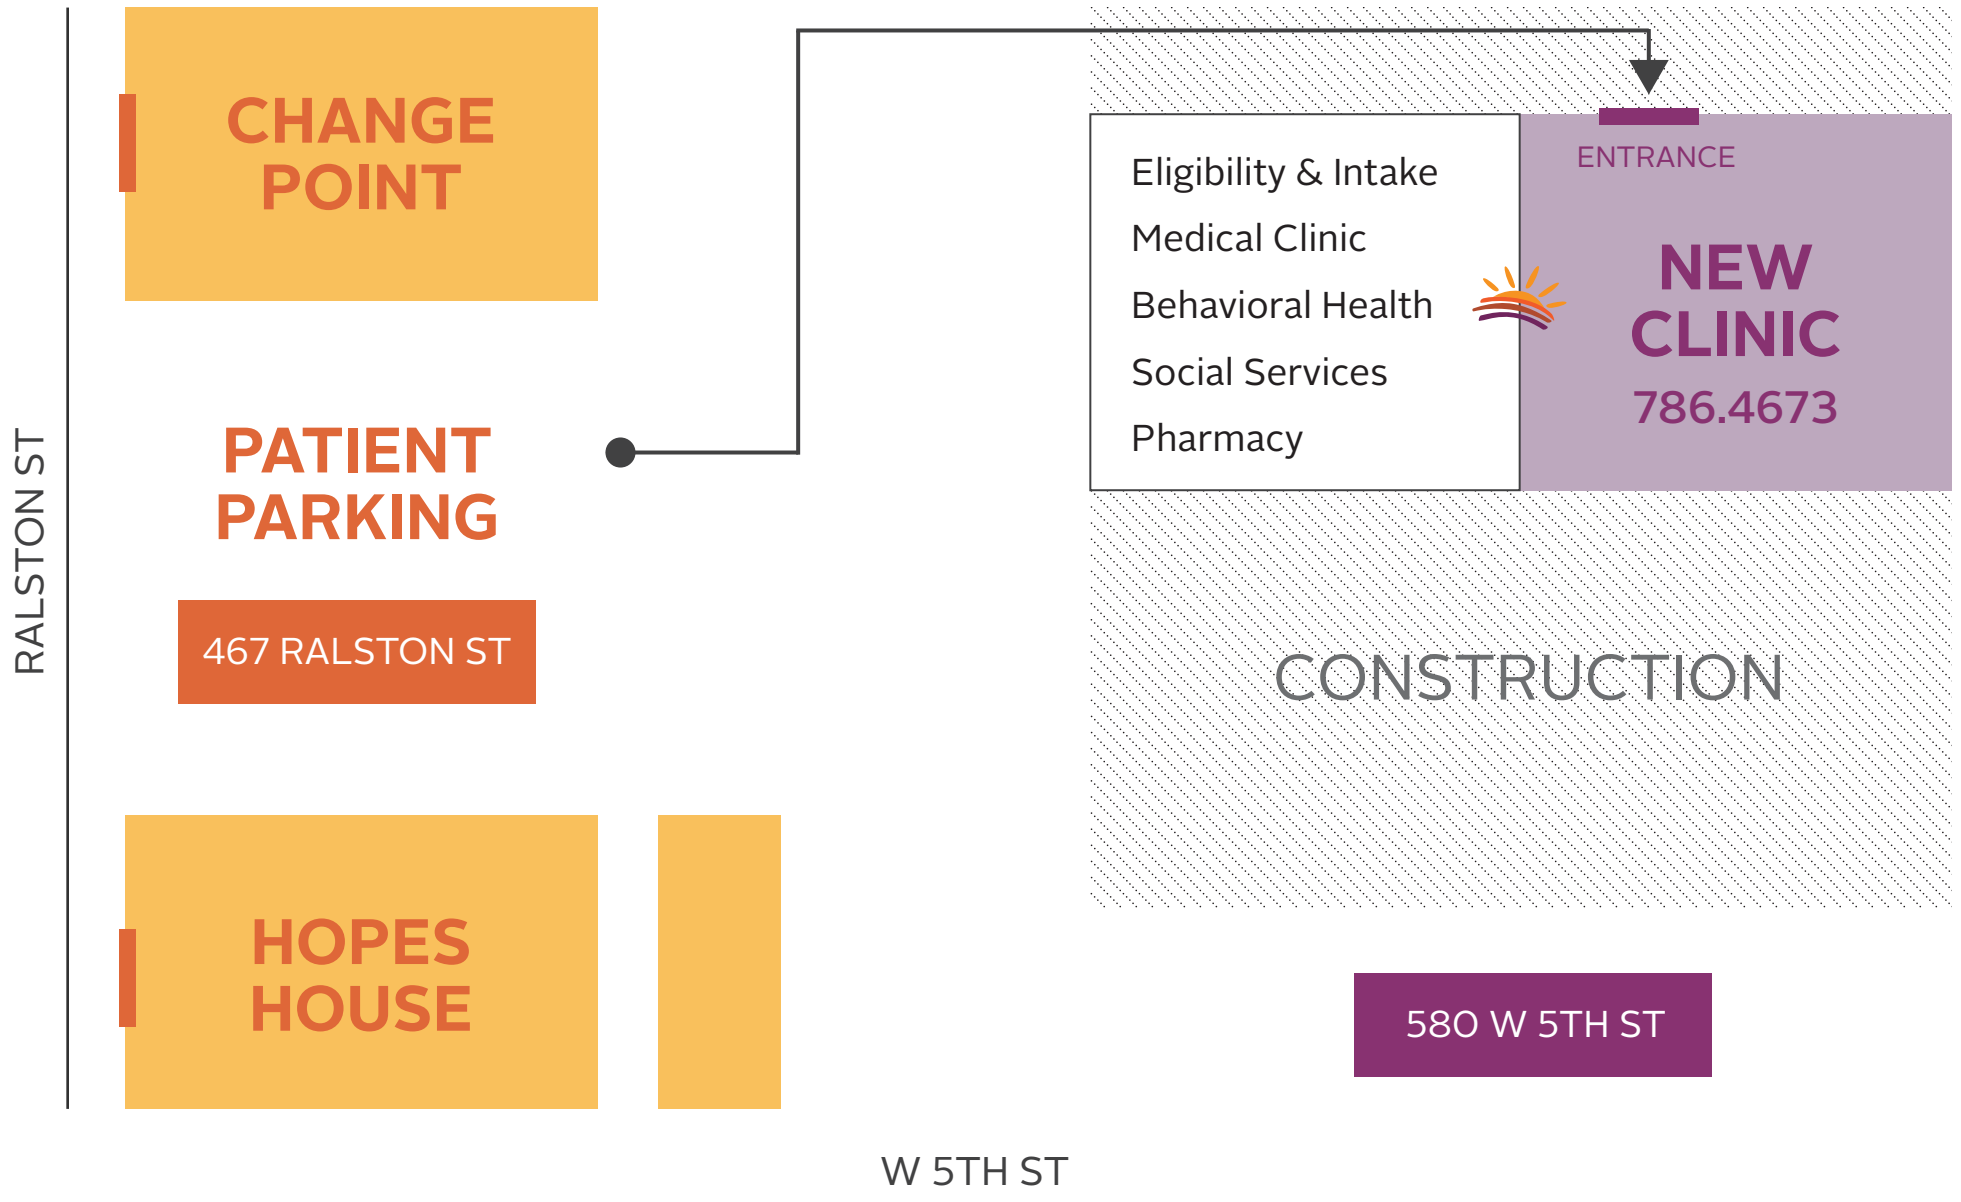 RALSTON ST
CHANGE
POINT
PATIENT
PARKING
467 RALSTON ST
HOPES
HOUSE
Eligibility & Intake
Medical Clinic
Behavioral Health
Social Services
Pharmacy
ENTRANCE
NEW
CLINIC
786.4673
CONSTRUCTION
580 W 5TH ST
W 5TH ST